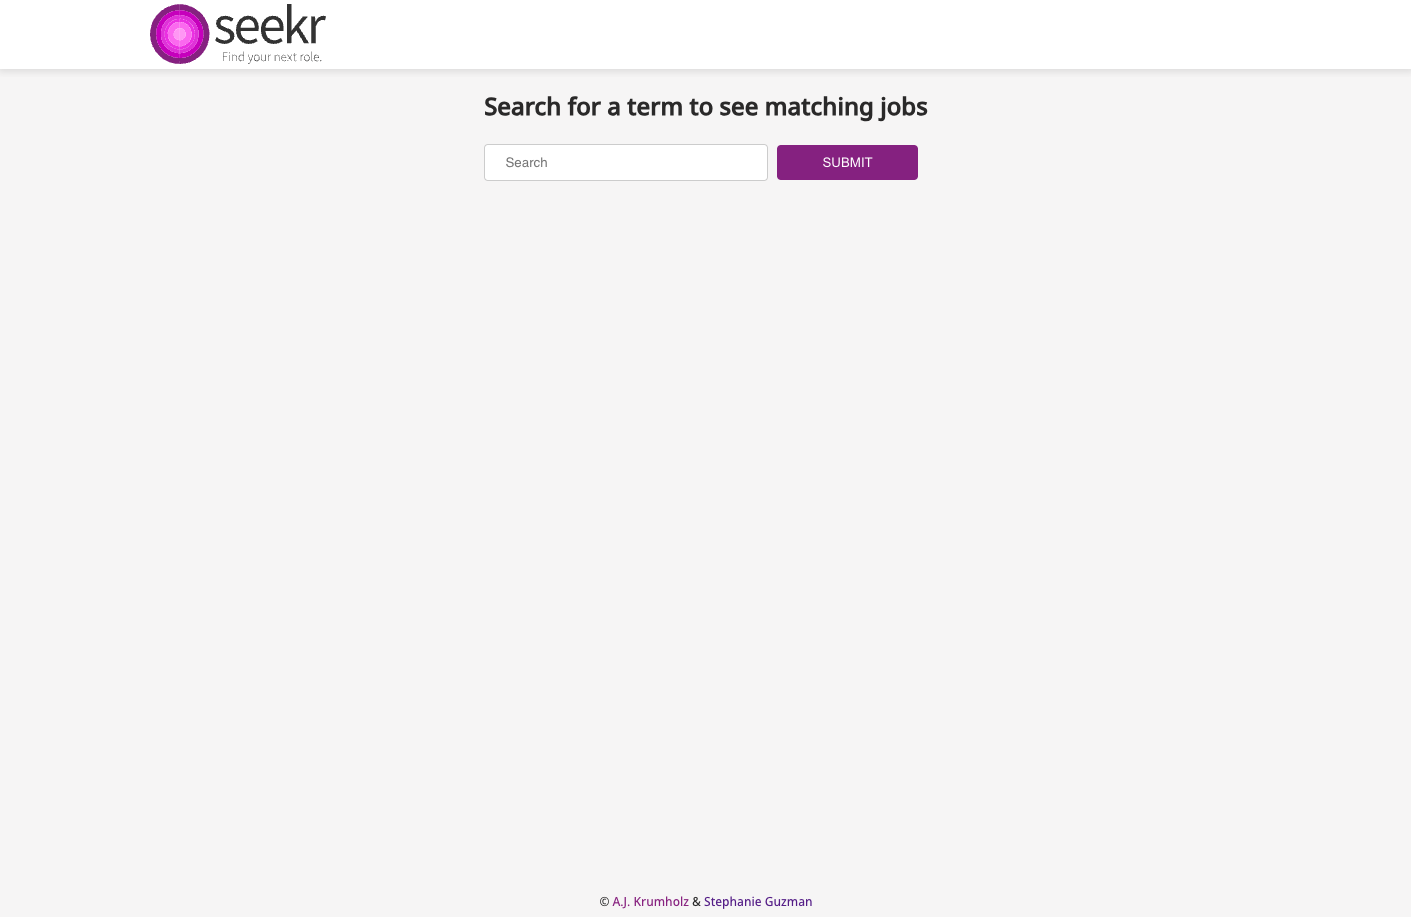 seekr
Find your next role.
Search for a term to see matching jobs
Search
SUBMIT
© A.J. Krumholz & Stephanie Guzman